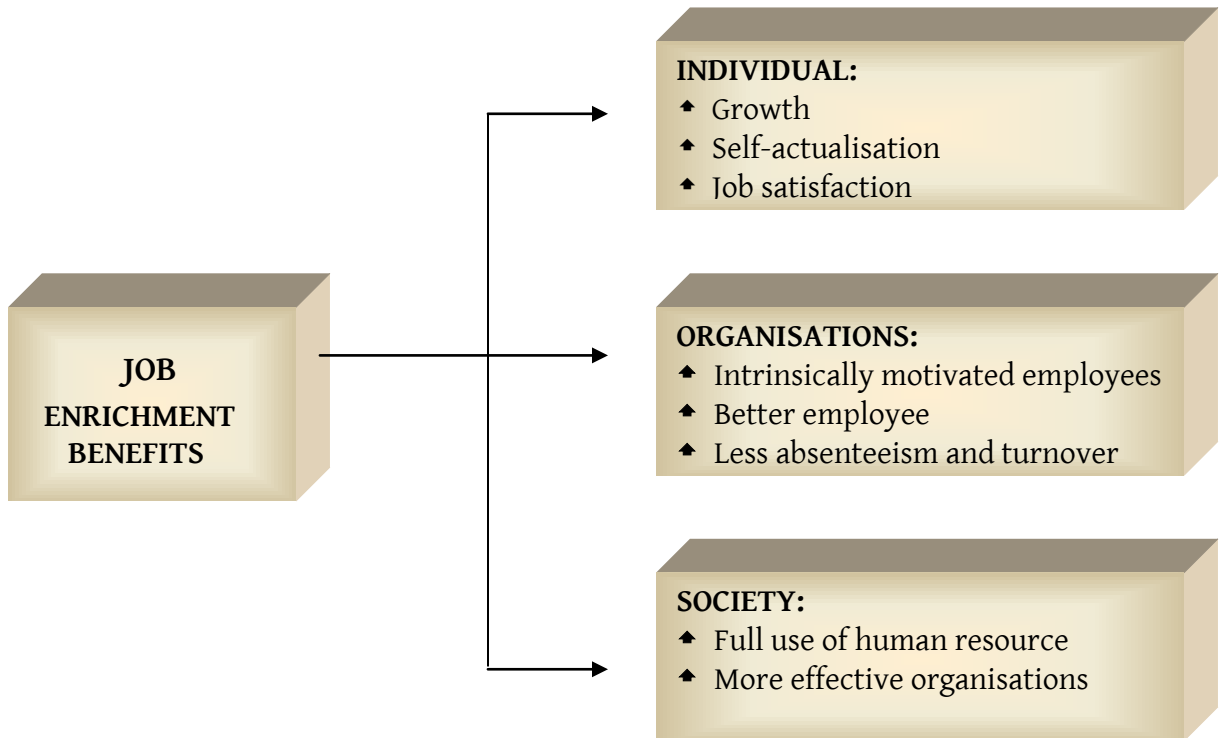 JOB
ENRICHMENT
BENEFITS
INDIVIDUAL:
Growth
Self-actualisation
Job satisfaction
ORGANISATIONS:
Intrinsically motivated employees
Better employee
Less absenteeism and turnover
SOCIETY:
Full use of human resource
More effective organisations